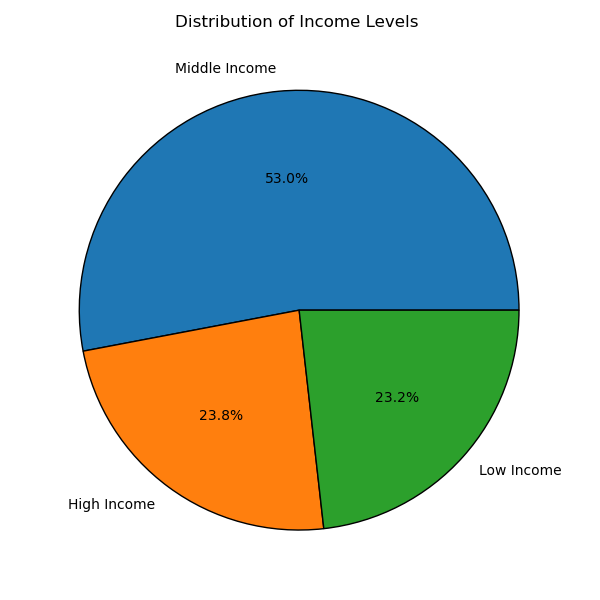 Distribution of Income Levels
Middle Income
53.0%
23.8%
23.2%
High Income
Low Income